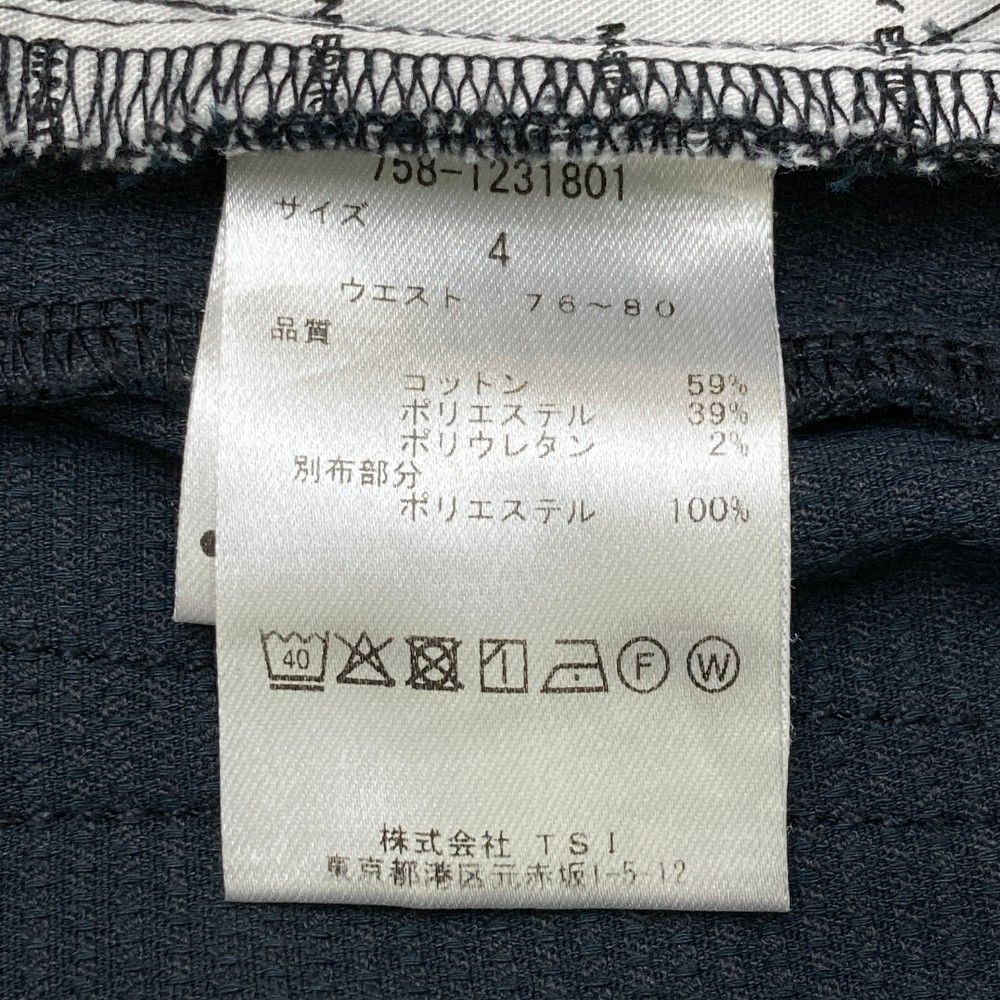 758-1231801
サイズ
4
ウエスト 76~80
品質
コットン 59%
ポリエステル 39%
ポリウレタン 2%
別布部分
ポリエステル 100%
40
F W
株式会社 TSI
東京都港区元赤坂1-5-12